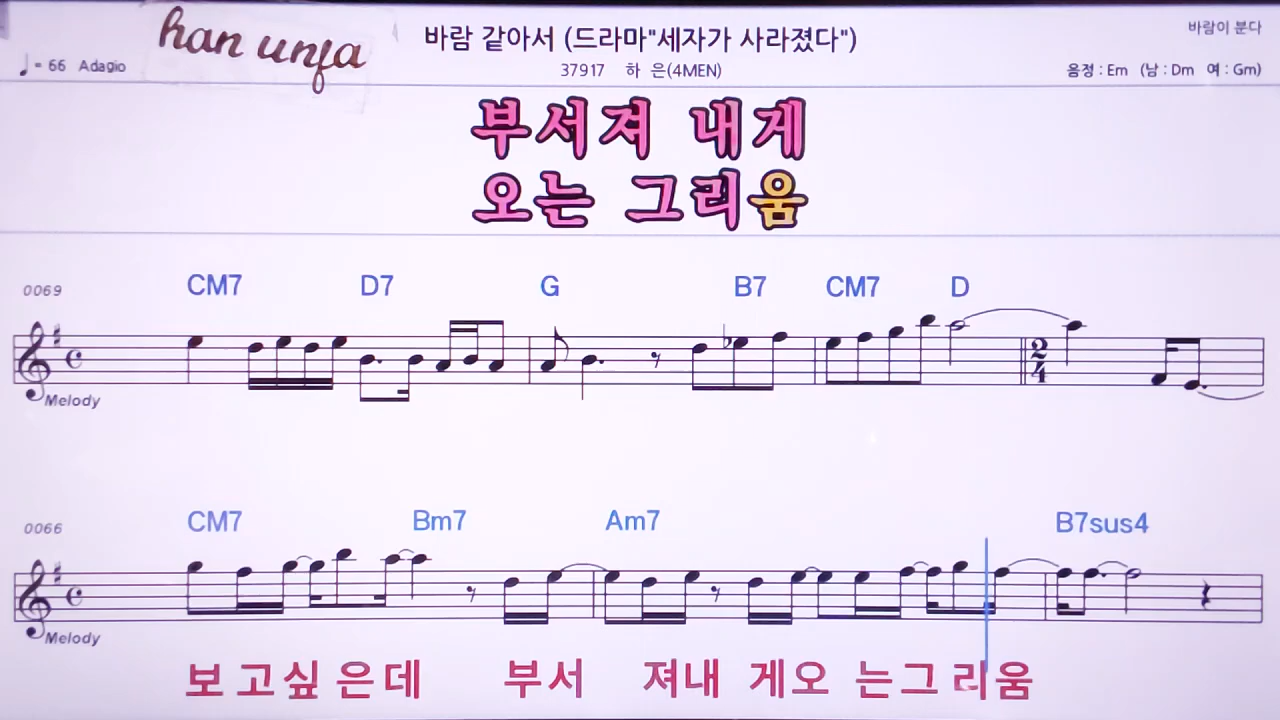 han unfa
바람 같아서 (드라마"세자가 사라졌다")
바람이 분다
♩= 66 Adagio
37917 하 은(4MEN)
음정 : Em (남 : Dm 여 : Gm)
부서져 내게
오는 그리움
0069 CM7 D7 G B7 CM7 D
2
4
Melody
0066 CM7 Bm7 Am7 B7sus4
Melody
보 고싶 은데 부서 져내 게오 는그 리움